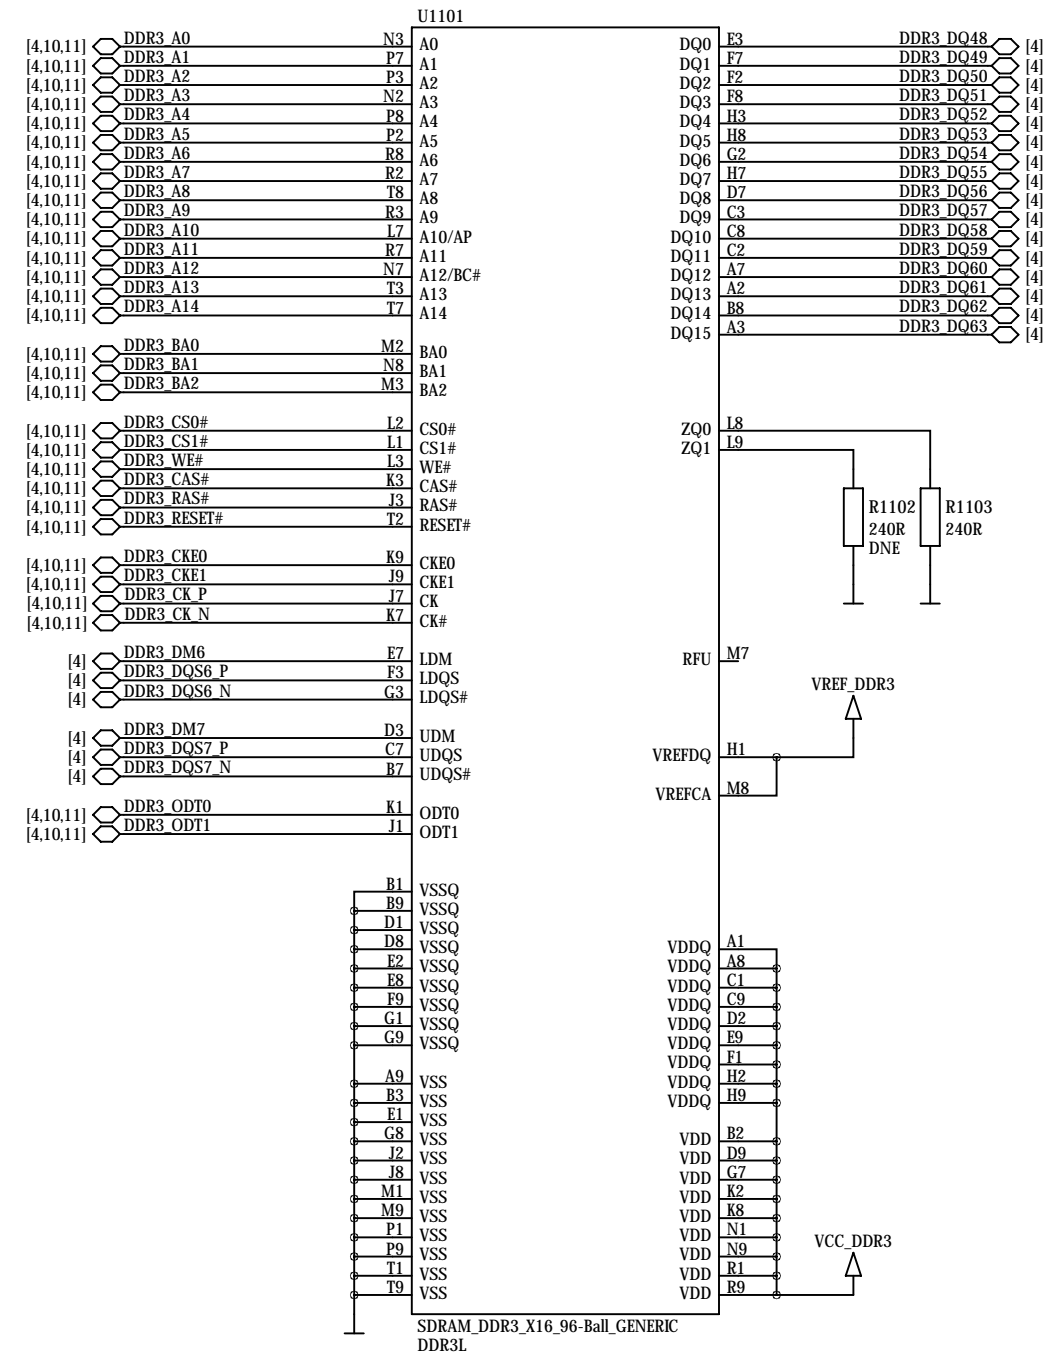 U1101
[4,10,11] DDR3_A0 N3 A0 DQ0 E3 DDR3_DQ48 [4]
[4,10,11] DDR3_A1 P7 A1 DQ1 F7 DDR3_DQ49 [4]
[4,10,11] DDR3_A2 P3 A2 DQ2 F2 DDR3_DQ50 [4]
[4,10,11] DDR3_A3 N2 A3 DQ3 F8 DDR3_DQ51 [4]
[4,10,11] DDR3_A4 P8 A4 DQ4 H3 DDR3_DQ52 [4]
[4,10,11] DDR3_A5 P2 A5 DQ5 H8 DDR3_DQ53 [4]
[4,10,11] DDR3_A6 R8 A6 DQ6 G2 DDR3_DQ54 [4]
[4,10,11] DDR3_A7 R2 A7 DQ7 H7 DDR3_DQ55 [4]
[4,10,11] DDR3_A8 T8 A8 DQ8 D7 DDR3_DQ56 [4]
[4,10,11] DDR3_A9 R3 A9 DQ9 C3 DDR3_DQ57 [4]
[4,10,11] DDR3_A10 L7 A10/AP DQ10 C8 DDR3_DQ58 [4]
[4,10,11] DDR3_A11 R7 A11 DQ11 C2 DDR3_DQ59 [4]
[4,10,11] DDR3_A12 N7 A12/BC# DQ12 A7 DDR3_DQ60 [4]
[4,10,11] DDR3_A13 T3 A13 DQ13 A2 DDR3_DQ61 [4]
[4,10,11] DDR3_A14 T7 A14 DQ14 B8 DDR3_DQ62 [4]
DQ15 A3 DDR3_DQ63 [4]
[4,10,11] DDR3_BA0 M2 BA0
[4,10,11] DDR3_BA1 N8 BA1
[4,10,11] DDR3_BA2 M3 BA2
[4,10,11] DDR3_CS0# L2 CS0# ZQ0 L8
[4,10,11] DDR3_CS1# L1 CS1# ZQ1 L9
[4,10,11] DDR3_WE# L3 WE#
[4,10,11] DDR3_CAS# K3 CAS#
[4,10,11] DDR3_RAS# J3 RAS#
[4,10,11] DDR3_RESET# T2 RESET#
R1102 R1103
240R 240R
DNE
[4,10,11] DDR3_CKE0 K9 CKE0
[4,10,11] DDR3_CKE1 J9 CKE1
[4,10,11] DDR3_CK_P J7 CK
[4,10,11] DDR3_CK_N K7 CK#
[4] DDR3_DM6 E7 LDM RFU M7
[4] DDR3_DQS6_P F3 LDQS
[4] DDR3_DQS6_N G3 LDQS#
VREF_DDR3
[4] DDR3_DM7 D3 UDM
[4] DDR3_DQS7_P C7 UDQS VREFDQ H1
[4] DDR3_DQS7_N B7 UDQS#
VREFCA M8
[4,10,11] DDR3_ODT0 K1 ODT0
[4,10,11] DDR3_ODT1 J1 ODT1
B1 VSSQ
B9 VSSQ
D1 VSSQ
D8 VSSQ VDDQ A1
E2 VSSQ VDDQ A8
E8 VSSQ VDDQ C1
F9 VSSQ VDDQ C9
G1 VSSQ VDDQ D2
G9 VSSQ VDDQ E9
VDDQ F1
A9 VSS VDDQ H2
B3 VSS VDDQ H9
E1 VSS
G8 VSS VDD B2
J2 VSS VDD D9
J8 VSS VDD G7
M1 VSS VDD K2
M9 VSS VDD K8
P1 VSS VDD N1
P9 VSS VDD N9
T1 VSS VDD R1
T9 VSS VDD R9
VCC_DDR3
SDRAM_DDR3_X16_96-Ball_GENERIC
DDR3L